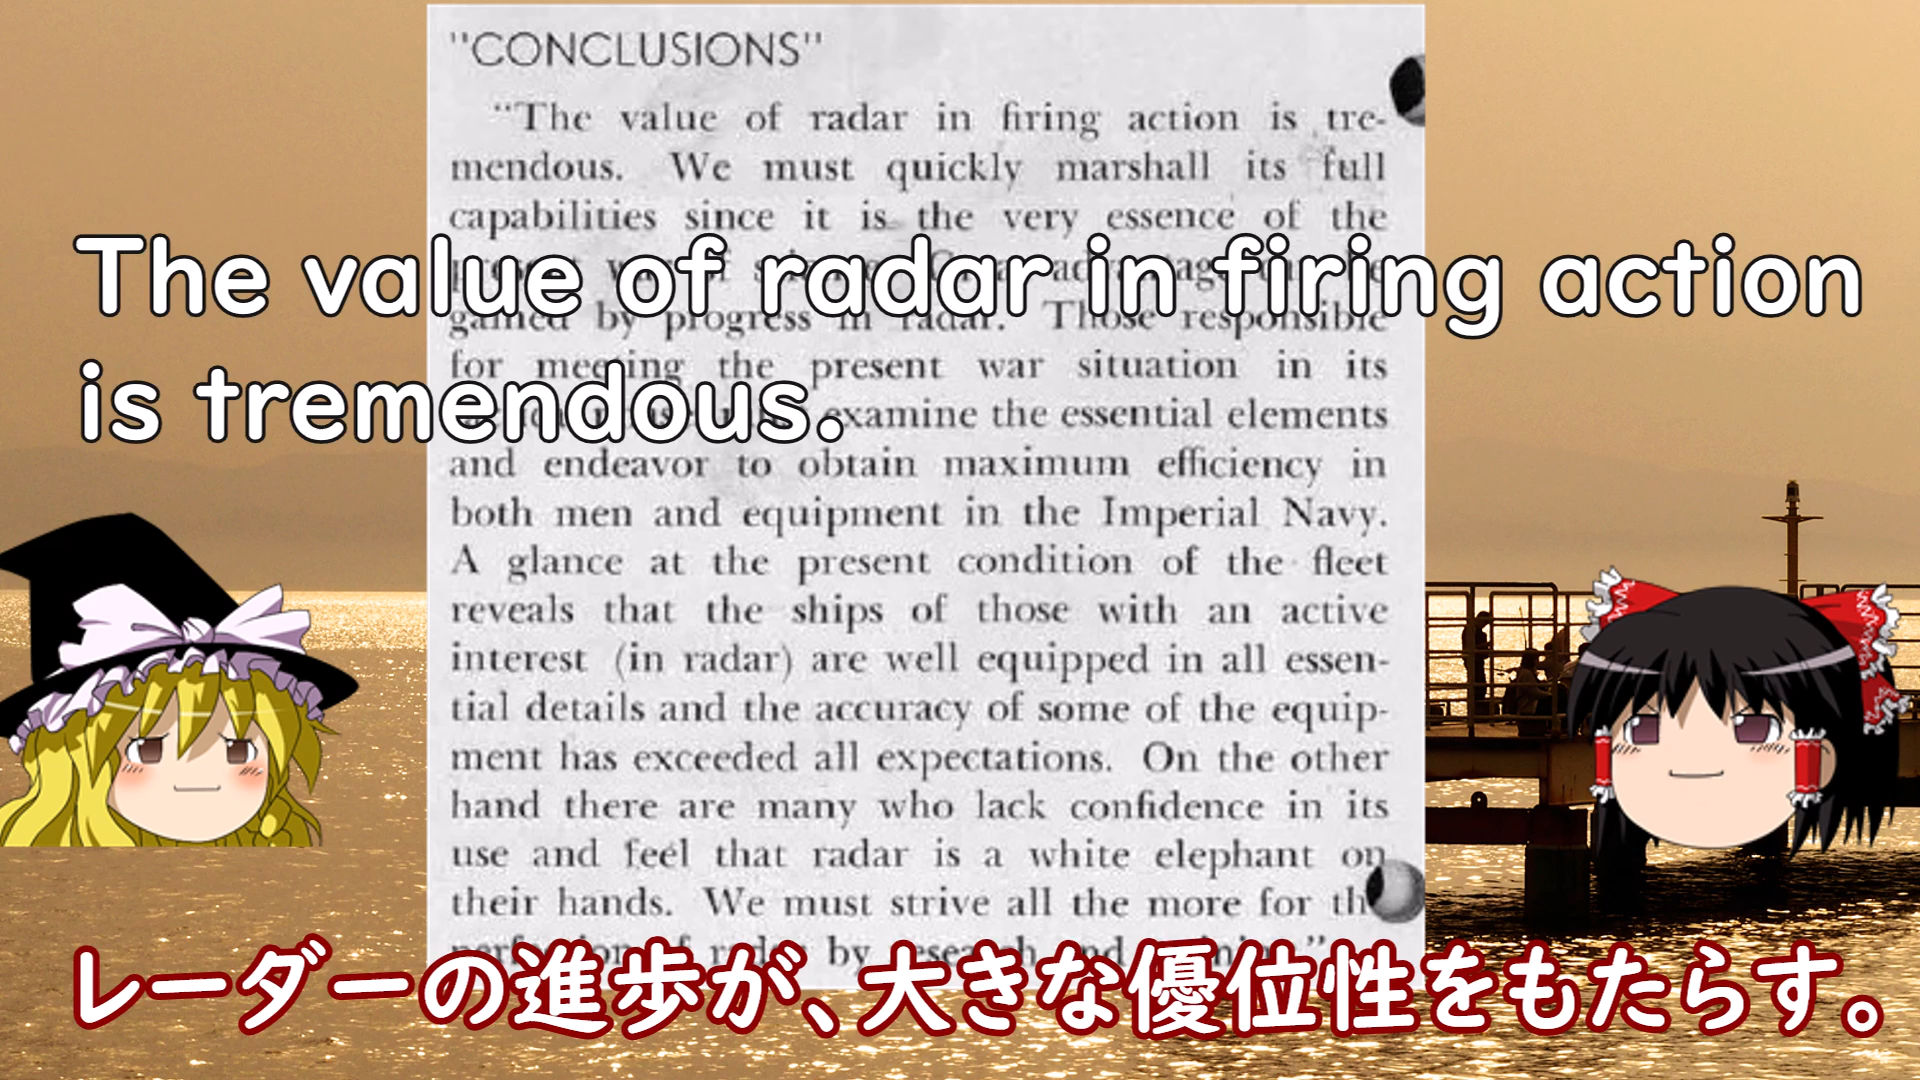 "CONCLUSIONS"
"The value of radar in firing action is tre-
mendous. We must quickly marshall its full
capabilities since it is the very essence of the
gained by progress in radar. Those responsible
for meeting the present war situation in its
examine the essential elements
and endeavor to obtain maximum efficiency in
both men and equipment in the Imperial Navy.
A glance at the present condition of the fleet
reveals that the ships of those with an active
interest (in radar) are well equipped in all essen-
tial details and the accuracy of some of the equip-
ment has exceeded all expectations. On the other
hand there are many who lack confidence in its
use and feel that radar is a white elephant on
their hands. We must strive all the more for the
by
The value of radar in firing action
is tremendous.
レーダーの進歩が、大きな優位性をもたらす。